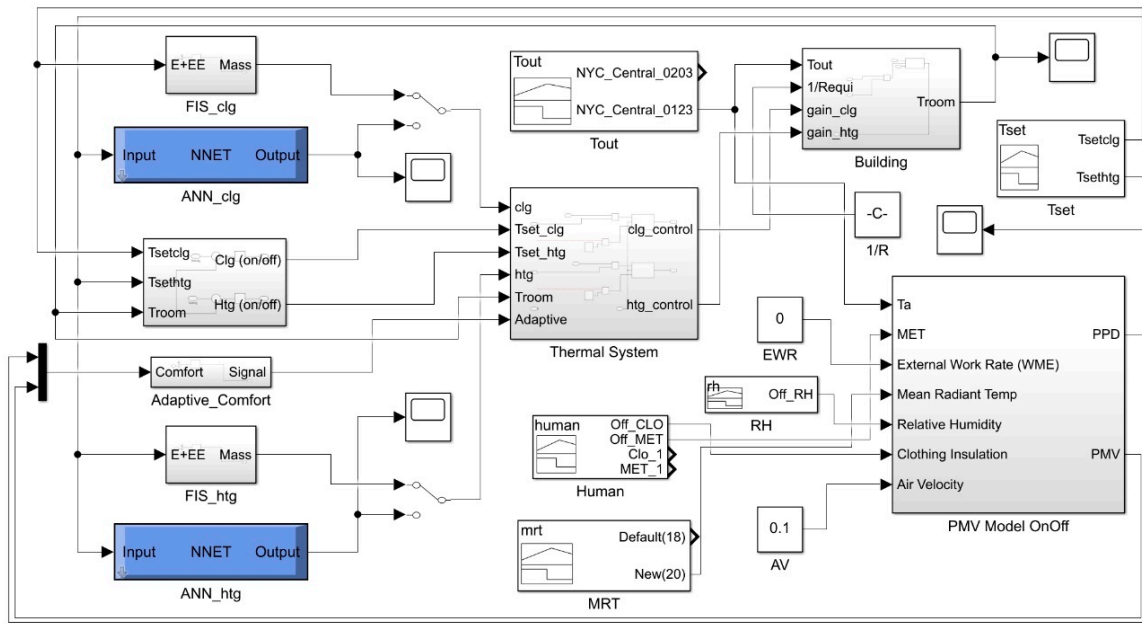 E+EE Mass
FIS_clg
Input NNET Output
ANN_clg
Tsetclg
Tsethtg
Troom
Clg (on/off)
Htg (on/off)
Comfort Signal
Adaptive_Comfort
E+EE Mass
FIS_htg
Input NNET Output
ANN_htg
Tout
NYC_Central_0203
NYC_Central_0123
Tout
clg
Tset_clg
Tset_htg
htg
Troom
Adaptive
clg_control
htg_control
Thermal System
human
Off_CLO
Off_MET
Clo_1
MET_1
Human
mrt
Default(18)
New(20)
MRT
Tout
1/Requi
gain_clg
gain_htg
Troom
Building
-C-
1/R
Tset
Tsetclg
Tsethtg
Tset
0
EWR
rh
Off_RH
RH
0.1
AV
Ta
MET
External Work Rate (WME)
Mean Radiant Temp
Relative Humidity
Clothing Insulation
Air Velocity
PPD
PMV
PMV Model OnOff